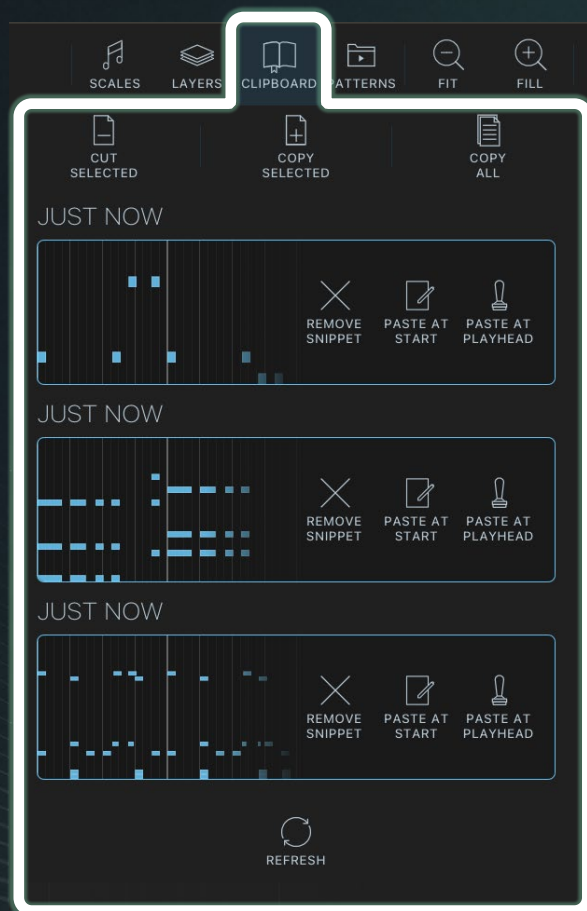 SCALES
LAYERS
CLIPBOARD
PATTERNS
FIT
FILL
CUT
SELECTED
COPY
SELECTED
COPY
ALL
JUST NOW
REMOVE
SNIPPET
PASTE AT
START
PASTE AT
PLAYHEAD
JUST NOW
REMOVE
SNIPPET
PASTE AT
START
PASTE AT
PLAYHEAD
JUST NOW
REMOVE
SNIPPET
PASTE AT
START
PASTE AT
PLAYHEAD
REFRESH